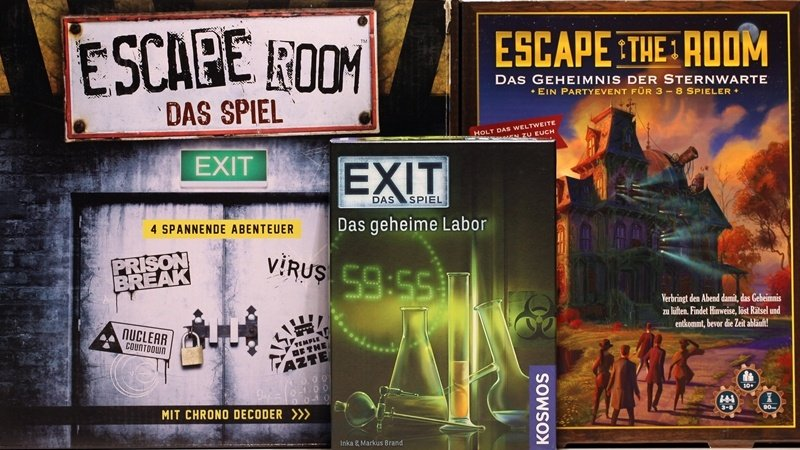 ESCAPE ROOM
DAS SPIEL
EXIT
4 SPANNENDE ABENTEUER
PRISON
BREAK
VIRUS
NUCLEAR
COUNTDOWN
TEMPLE
OF THE
AZTEC
MIT CHRONO DECODER >>>
EXIT
DAS SPIEL
Das geheime Labor
59:55
Inka & Markus Brand
KOSMOS
ESCAPE THE ROOM
DAS GEHEIMNIS DER STERNWARTE
• EIN PARTYEVENT FÜR 3 – 8 SPIELER •
HOLT DAS WELTWEITE
ZU EUCH
Verbringt den Abend damit, das Geheimnis
zu lüften. Findet Hinweise, löst Rätsel und
entkommt, bevor die Zeit abläuft!
10+
3-8
90 min